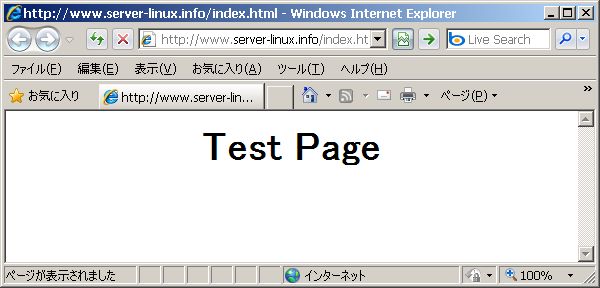 http://www.server-linux.info/index.html - Windows Internet Explorer
http://www.server-linux.info/index.ht
Live Search
ファイル(F) 編集(E) 表示(V) お気に入り(A) ツール(T) ヘルプ(H)
お気に入り http://www.server-lin... ページ(P)
Test Page
ページが表示されました インターネット 100%